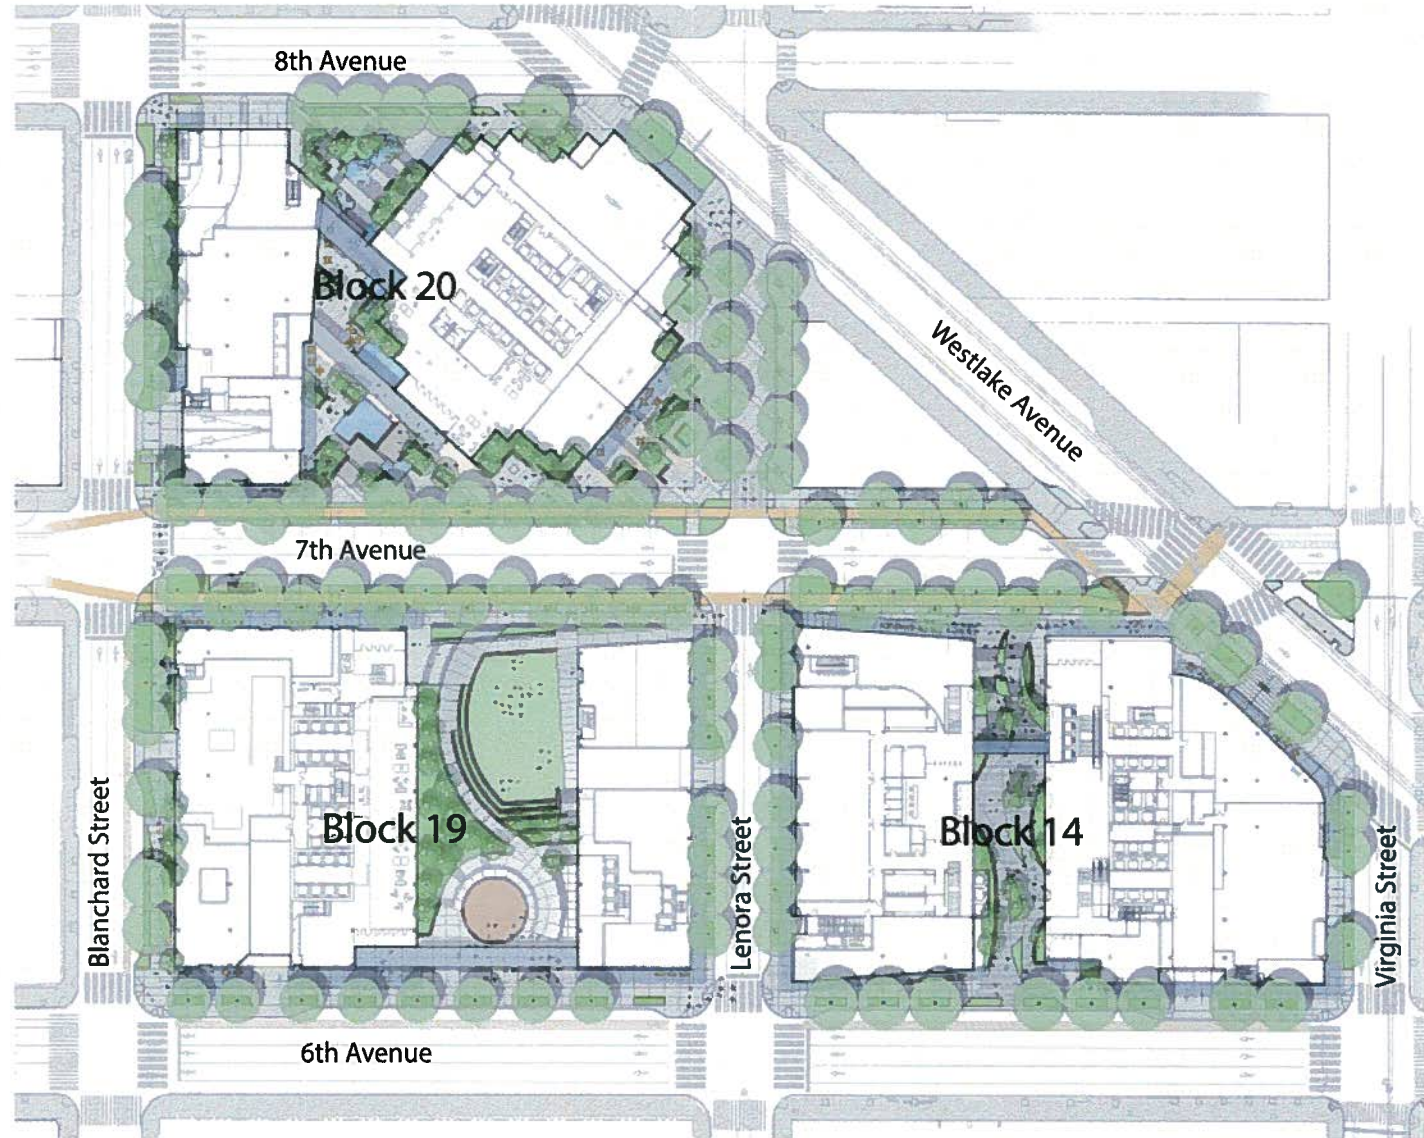 8th Avenue
Block 20
Westlake Avenue
7th Avenue
Blanchard Street
Block 19
Lenora Street
Block 14
Virginia Street
6th Avenue